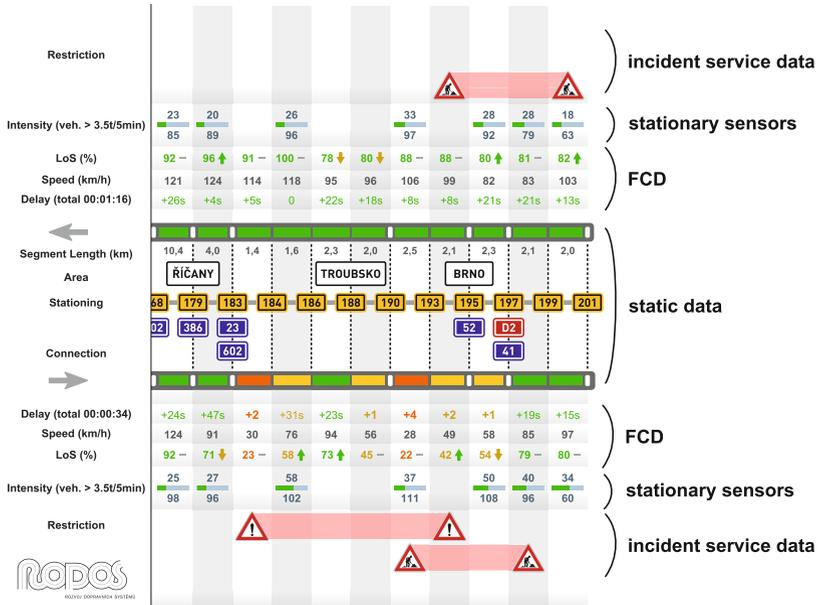 Restriction
incident service data
23 20 26 33 28 28 18
Intensity (veh. > 3.5t/5min)
stationary sensors
85 89 96 97 92 79 63
LoS (%) 92 – 96 91 – 100 – 78 80 88 – 88 – 80 81 – 82
Speed (km/h) 121 124 114 118 95 96 106 99 82 83 103
FCD
Delay (total 00:01:16) +26s +4s +5s 0 +22s +18s +8s +8s +21s +21s +13s
Segment Length (km) 10,4 4,0 1,4 1,6 2,3 2,0 2,5 2,1 2,3 2,1 2,0
Area ŘÍČANY TROUBSKO BRNO
Stationing 68 179 183 184 186 188 190 193 195 197 199 201
static data
02 386 23 52 D2
Connection 602 41
Delay (total 00:00:34) +24s +47s +2 +31s +23s +1 +4 +2 +1 +19s +15s
Speed (km/h) 124 91 30 76 94 56 28 49 58 85 97
FCD
LoS (%) 92 – 71 23 – 58 73 45 – 22 – 42 54 79 – 80 –
25 27 58 37 50 40 34
Intensity (veh. > 3.5t/5min)
stationary sensors
98 96 102 111 108 96 60
Restriction ! !
incident service data
RODOS
ROZVOJ DOPRAVNÍCH SYSTÉMŮ